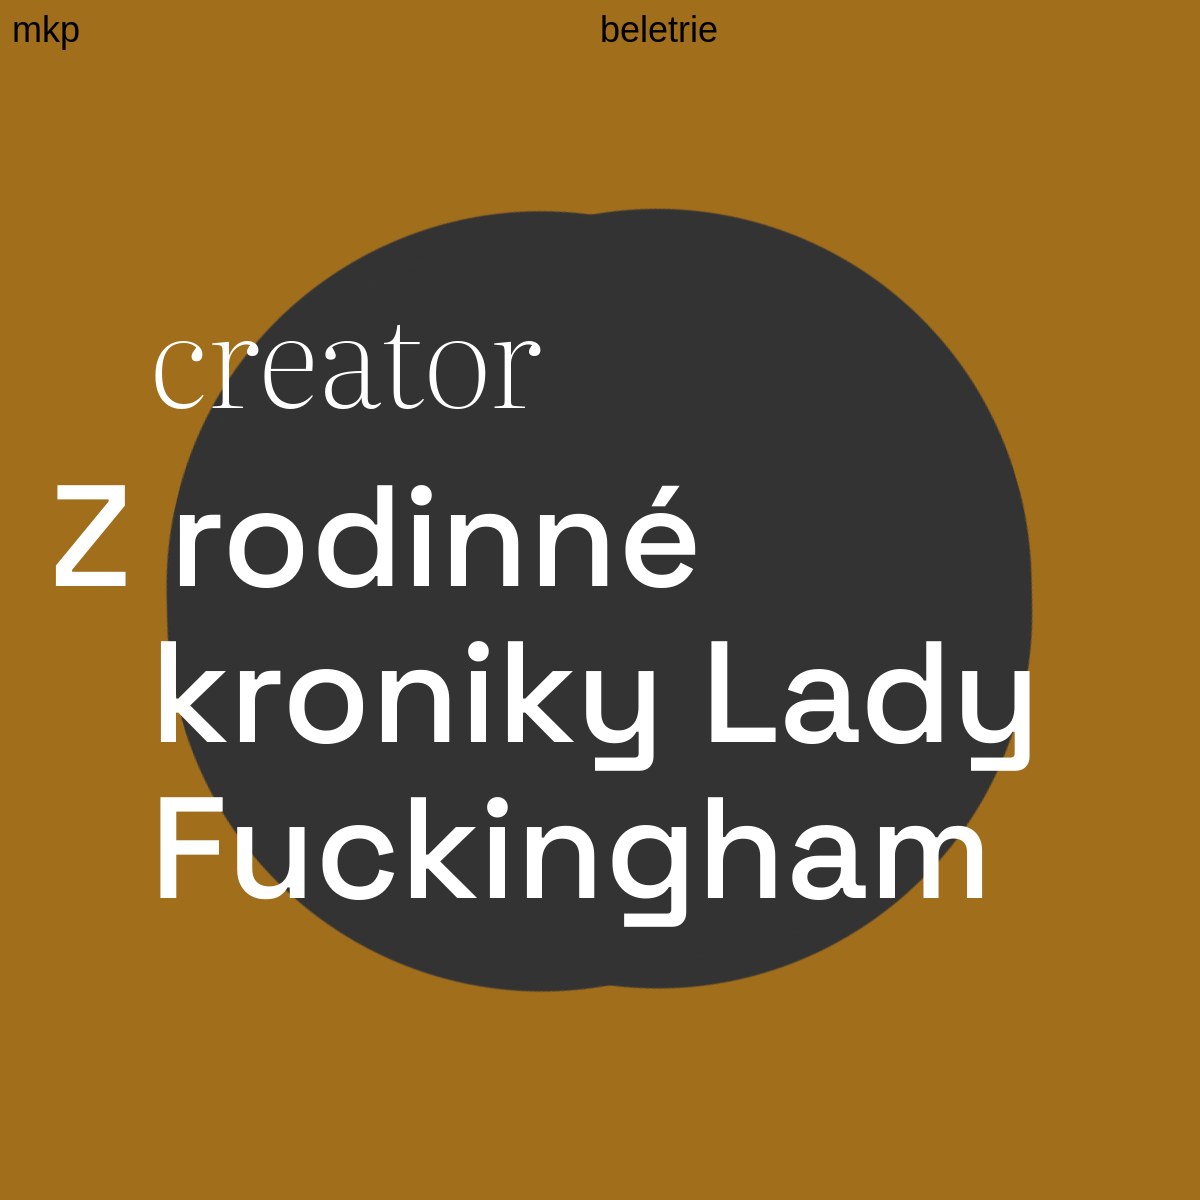 mkp
beletrie
creator
Z rodinné
kroniky Lady
Fuckingham